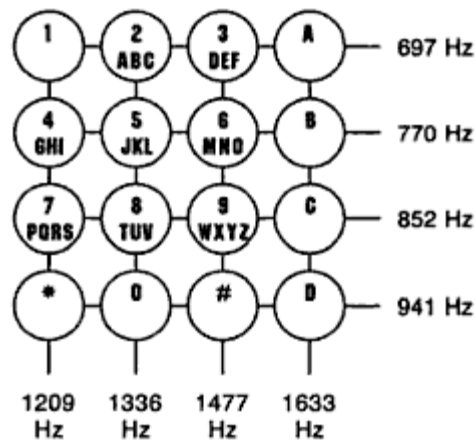 1 2 3 A 697 Hz
ABC DEF
4 5 6 B 770 Hz
GHI JKL MNO
7 8 9 C 852 Hz
PQRS TUV WXYZ
* 0 # D 941 Hz
1209 1336 1477 1633
Hz Hz Hz Hz